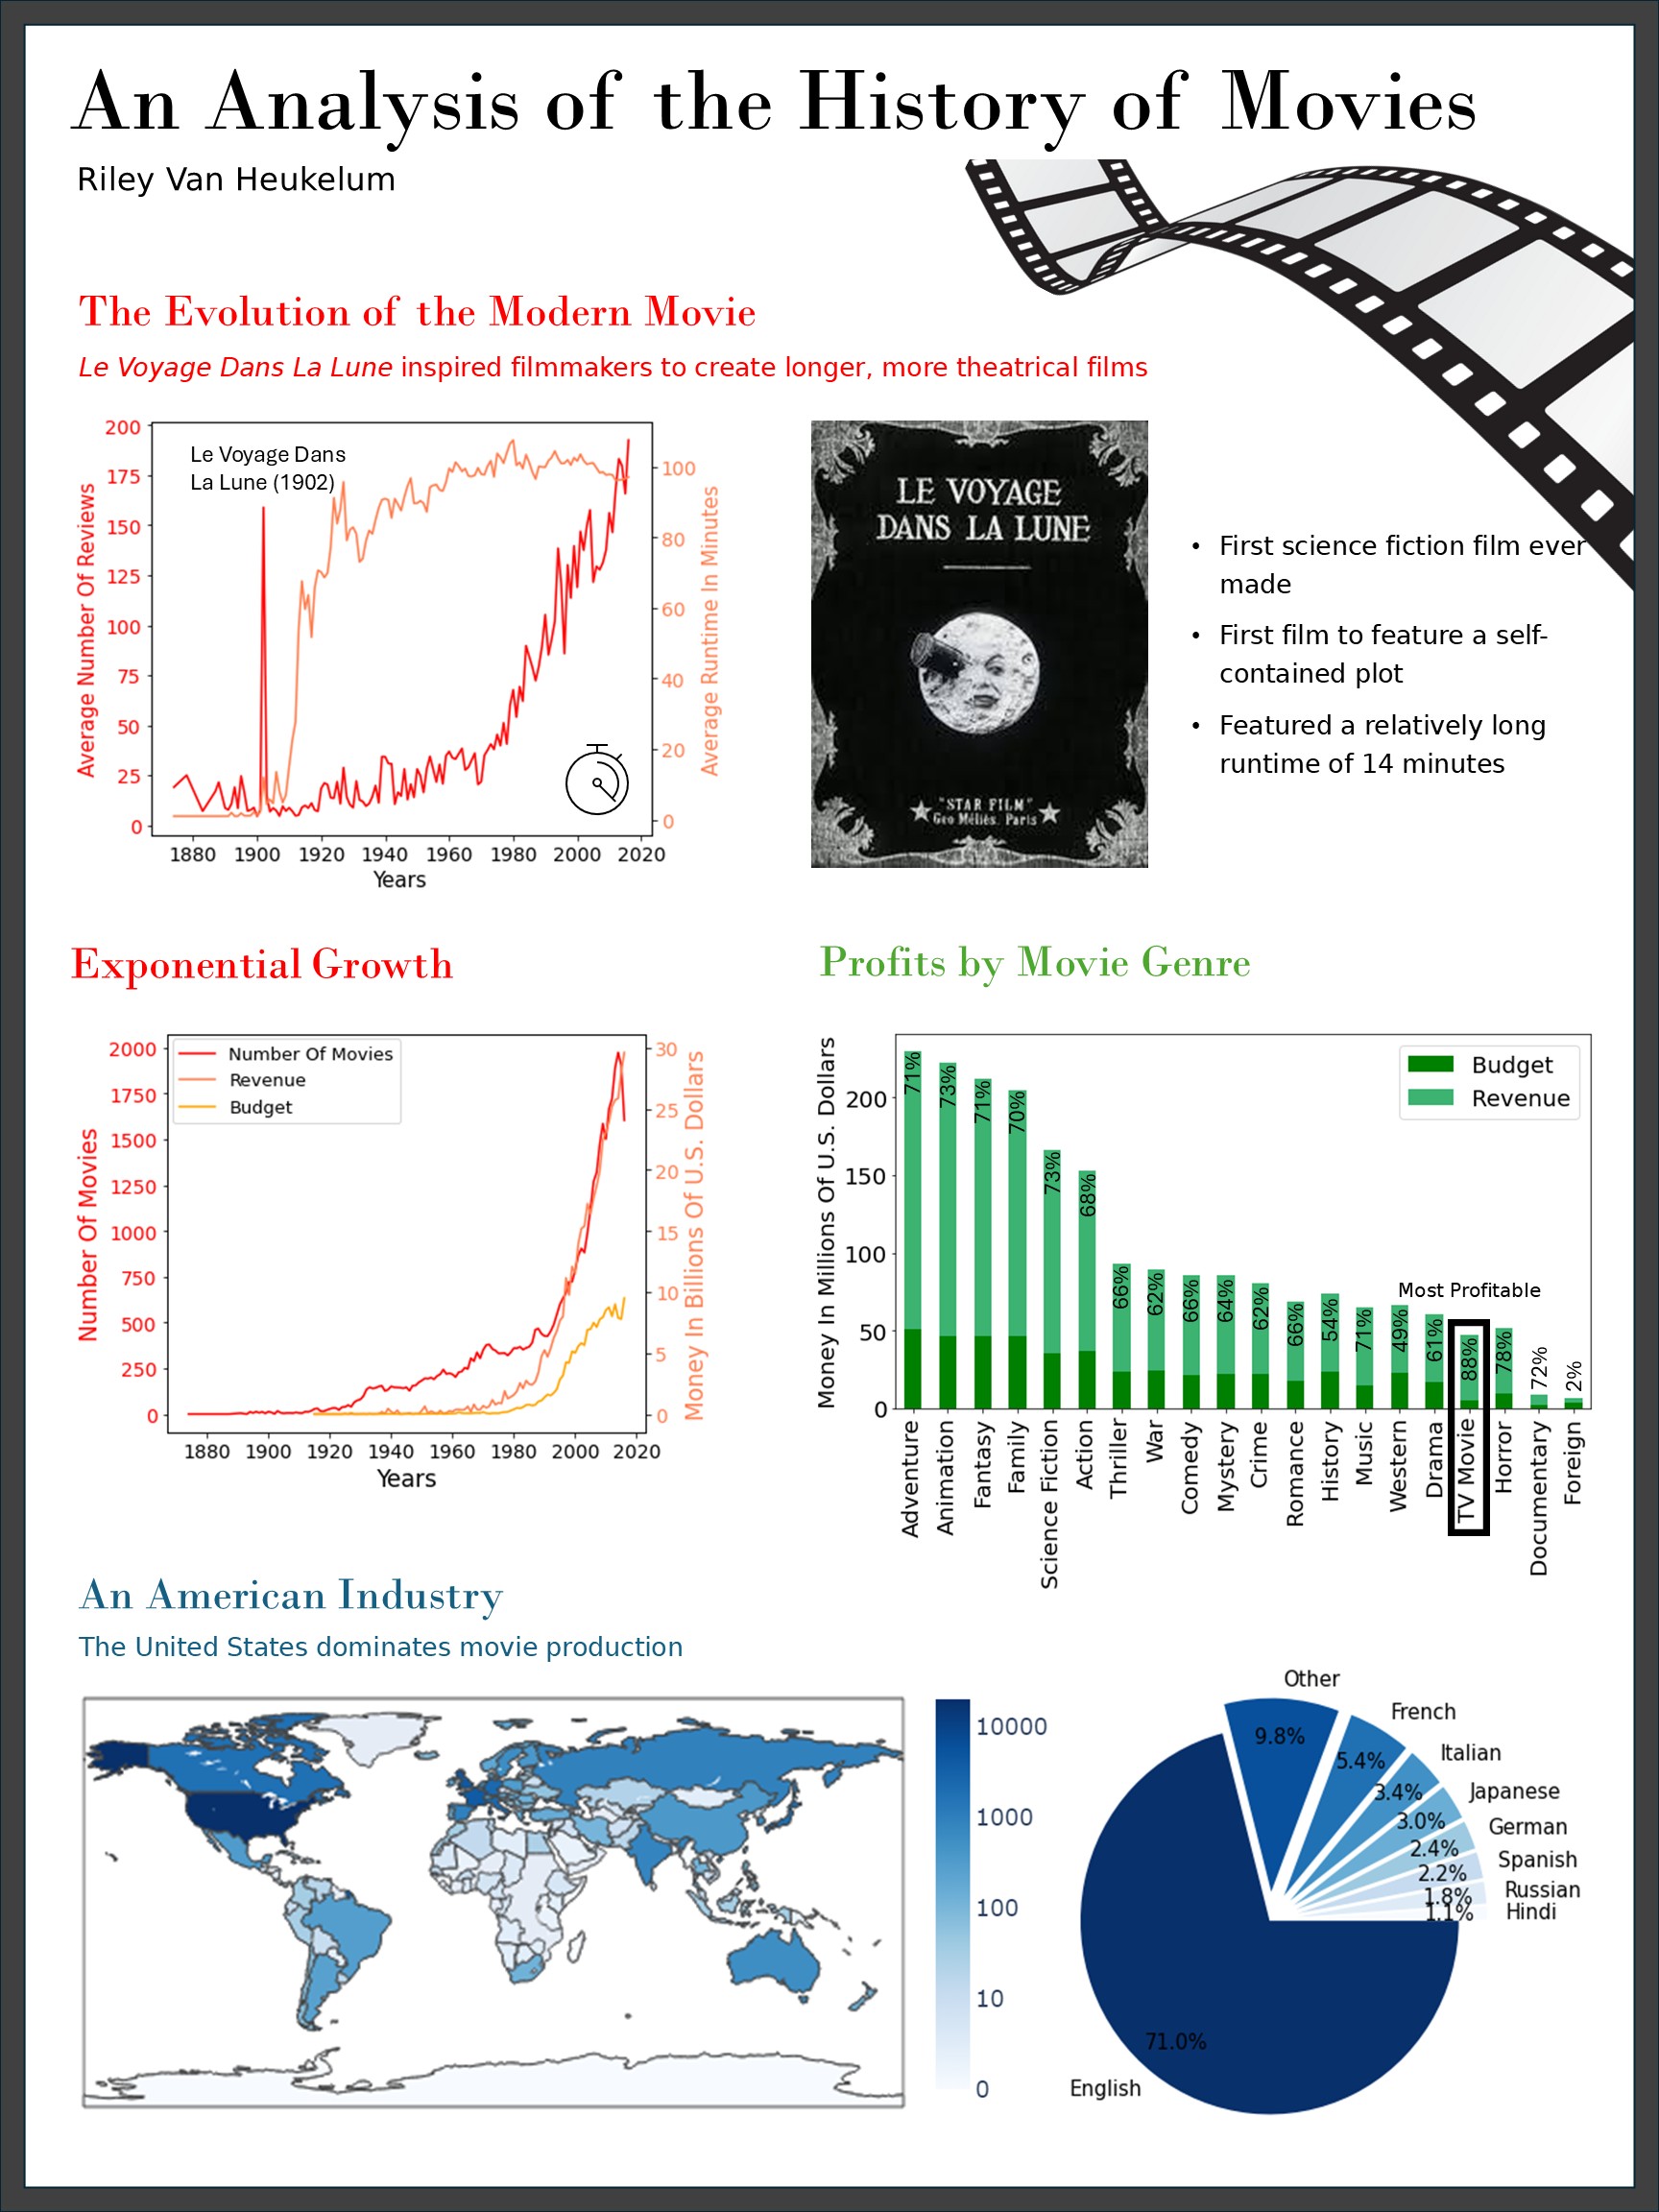 An Analysis of the History of Movies
Riley Van Heukelum
The Evolution of the Modern Movie
Le Voyage Dans La Lune inspired filmmakers to create longer, more theatrical films
Le Voyage Dans
La Lune (1902)
200
175
150
125
100
75
50
25
0
Average Number Of Reviews
100
80
60
40
20
0
Average Runtime In Minutes
1880 1900 1920 1940 1960 1980 2000 2020
Years
LE VOYAGE
DANS LA LUNE
"STAR FILM"
Geo Méliès. Paris
• First science fiction film ever
made
• First film to feature a self-
contained plot
• Featured a relatively long
runtime of 14 minutes
Exponential Growth
Number Of Movies
Revenue
Budget
2000
1750
1500
1250
1000
750
500
250
0
Number Of Movies
30
25
20
15
10
5
0
Money In Billions Of U.S. Dollars
1880 1900 1920 1940 1960 1980 2000 2020
Years
Profits by Movie Genre
Budget
Revenue
Money In Millions Of U.S. Dollars
200
150
100
50
0
71% 73% 71% 70% 73% 68% 66% 62% 66% 64% 62% 66% 54% 71% 49% 61% 88% 78% 72% 2%
Most Profitable
Adventure Animation Fantasy Family Science Fiction Action Thriller War Comedy Mystery Crime Romance History Music Western Drama TV Movie Horror Documentary Foreign
An American Industry
The United States dominates movie production
10000
1000
100
10
0
Other
9.8%
French
5.4%
Italian
3.4%
Japanese
3.0%
German
2.4%
Spanish
2.2%
Russian
1.8%
Hindi
1.1%
71.0%
English